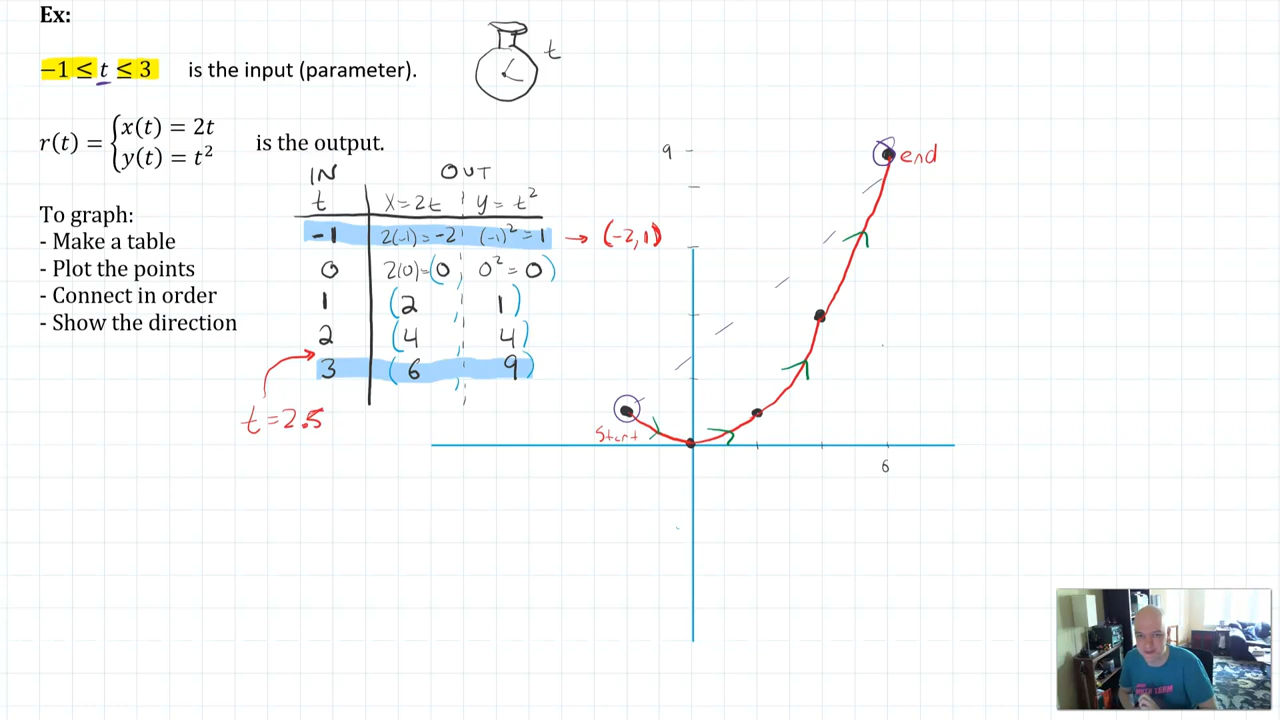 Ex:
t
−1 ≤ t ≤ 3 is the input (parameter).
r(t) = { x(t) = 2t
y(t) = t² is the output.
IN OUT
t x=2t y=t²
-1 2(-1)=-2 (-1)²=1 → (-2,1)
0 2(0)=(0, 0²=0)
1 (2, 1)
2 (4, 4)
3 (6, 9)
t=2.5
To graph:
- Make a table
- Plot the points
- Connect in order
- Show the direction
9
end
Start
6
MATH TERM